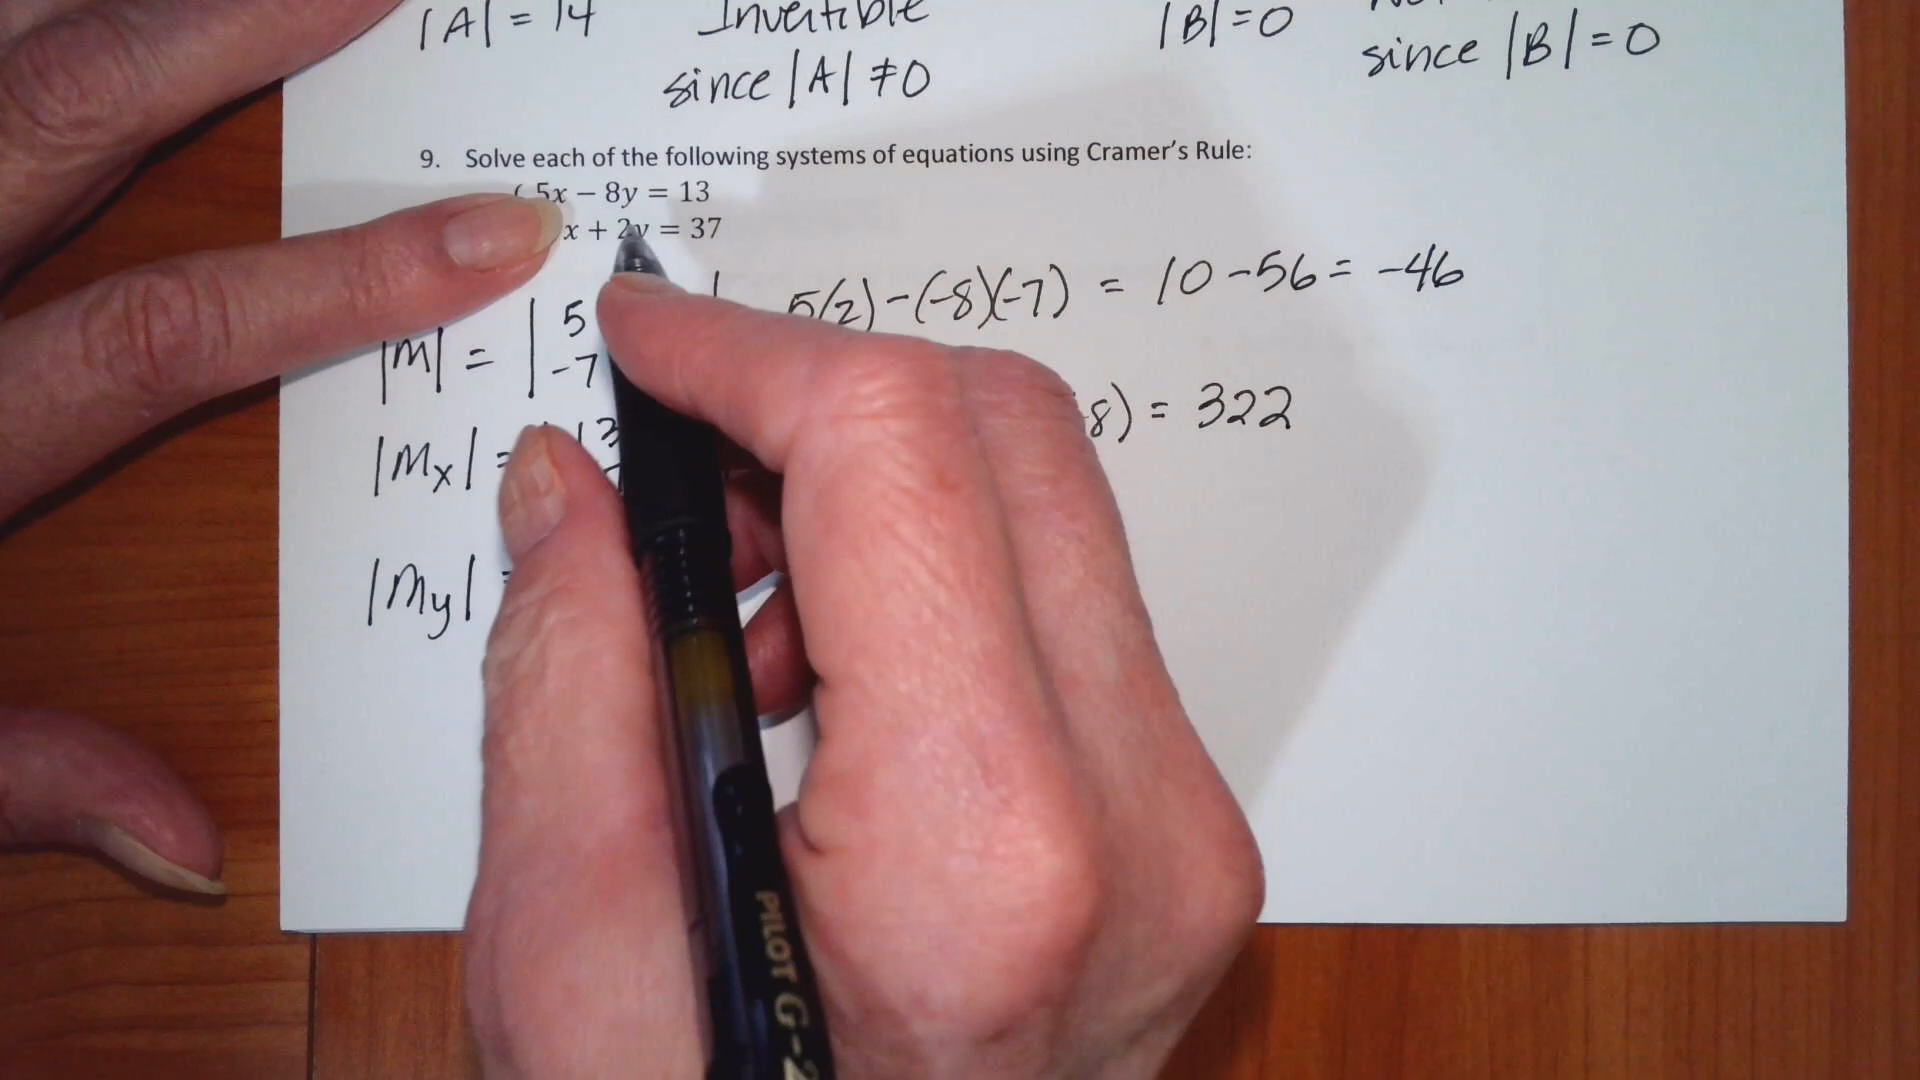 |A| = 14 Invertible |B| = 0
since |A| ≠ 0 since |B| = 0
9. Solve each of the following systems of equations using Cramer's Rule:
5x − 8y = 13
x + 2y = 37
|M| = | 5 | 5(2) - (-8)(-7) = 10 - 56 = -46
-7
|Mx| = 13 8) = 322
|My|
PILOT G-2